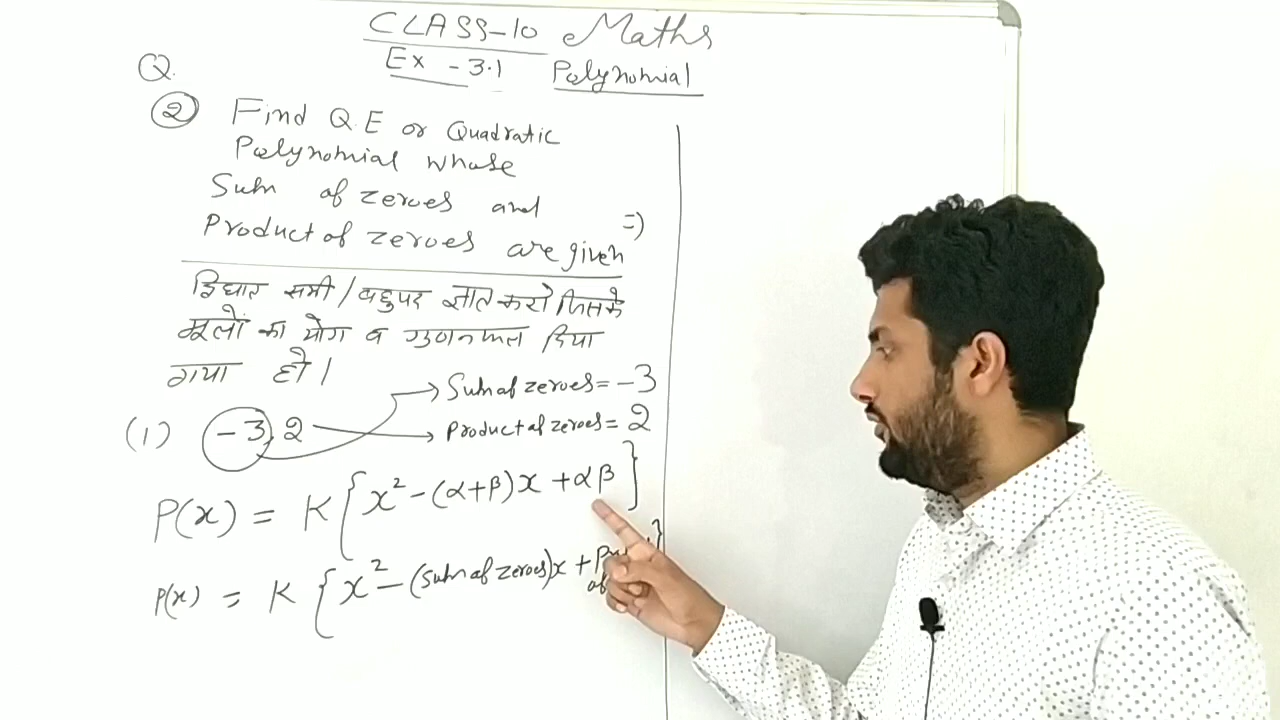 CLASS-10 Maths
Ex - 3.1 Polynomial
Q.
② Find Q.E or Quadratic
Polynomial whose
Sum of zeroes and
Product of zeroes are given =)
द्विघात समी / बहुपद ज्ञात करो जिसके
मूलों का योग व गुणनफल दिया
गया हो।
Sum of zeroes = -3
(1) -3, 2
Product of zeroes = 2
P(x) = K { x² - (α+β)x + αβ }
P(x) = K { x² - (sum of zeroes)x + }